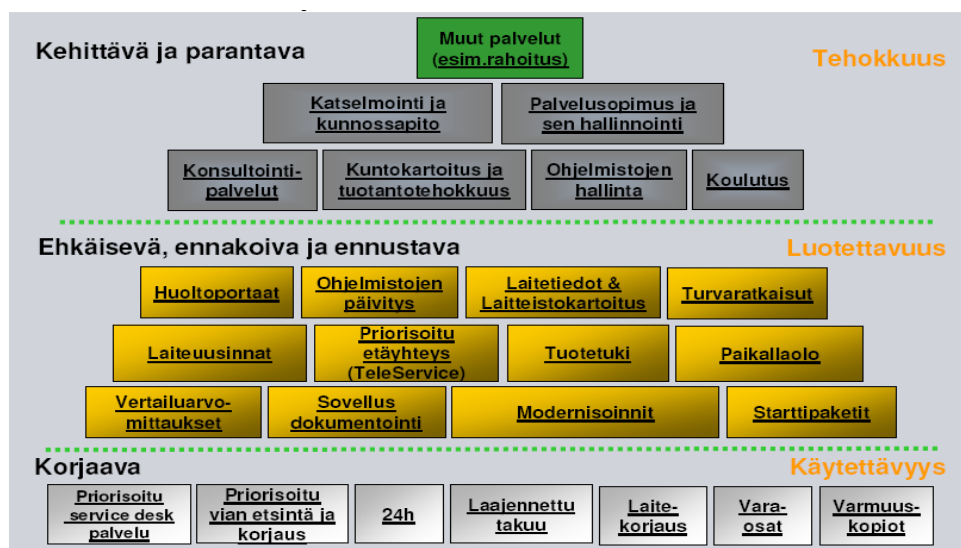 Kehittävä ja parantava
Muut palvelut
(esim.rahoitus)
Tehokkuus
Katselmointi ja
kunnossapito
Palvelusopimus ja
sen hallinnointi
Konsultointi-
palvelut
Kuntokartoitus ja
tuotantotehokkuus
Ohjelmistojen
hallinta
Koulutus
Ehkäisevä, ennakoiva ja ennustava
Luotettavuus
Huoltoportaat
Ohjelmistojen
päivitys
Laitetiedot &
Laitteistokartoitus
Turvaratkaisut
Laiteuusinnat
Priorisoitu
etäyhteys
(TeleService)
Tuotetuki
Paikallaolo
Vertailuarvo-
mittaukset
Sovellus
dokumentointi
Modernisoinnit
Starttipaketit
Korjaava
Käytettävyys
Priorisoitu
service desk
palvelu
Priorisoitu
vian etsintä ja
korjaus
24h
Laajennettu
takuu
Laite-
korjaus
Vara-
osat
Varmuus-
kopiot